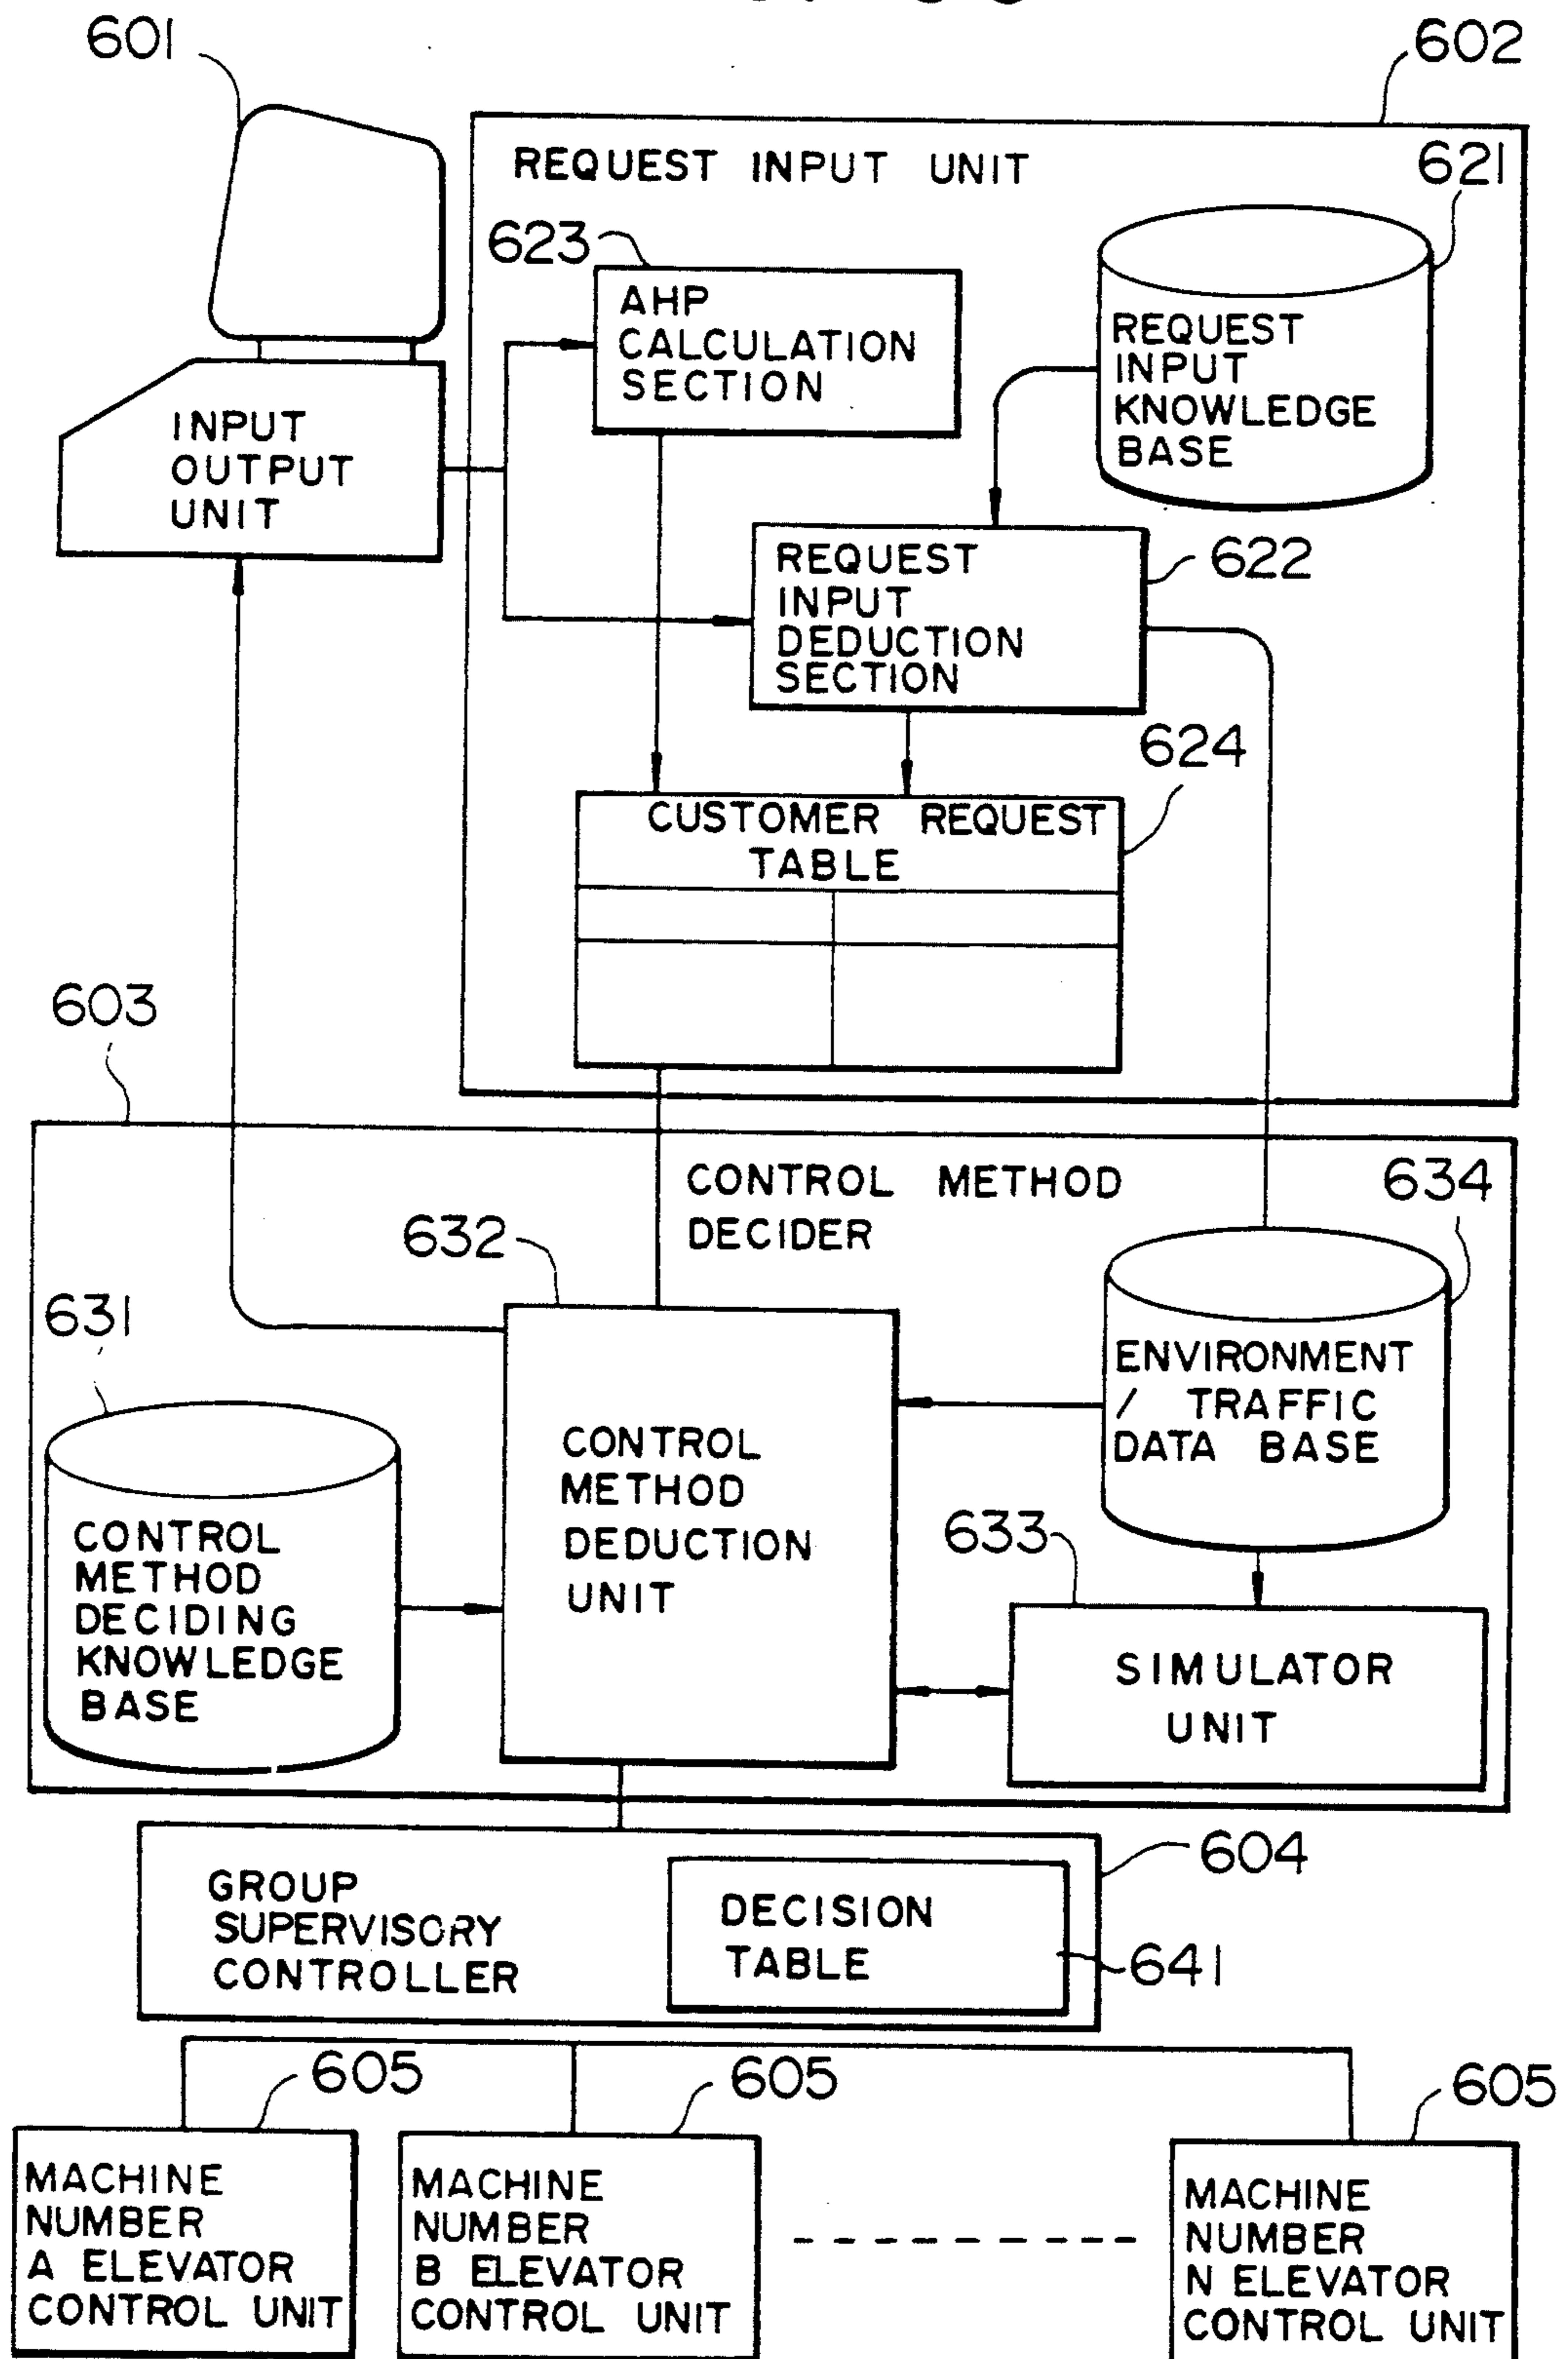 601
602
REQUEST INPUT UNIT
621
623
AHP
CALCULATION
SECTION
REQUEST
INPUT
KNOWLEDGE
BASE
INPUT
OUTPUT
UNIT
REQUEST
INPUT
DEDUCTION
SECTION
622
624
CUSTOMER REQUEST
TABLE
603
CONTROL METHOD
DECIDER
634
632
631
ENVIRONMENT
/ TRAFFIC
DATA BASE
CONTROL
METHOD
DEDUCTION
UNIT
633
CONTROL
METHOD
DECIDING
KNOWLEDGE
BASE
SIMULATOR
UNIT
604
GROUP
SUPERVISORY
CONTROLLER
DECISION
TABLE
641
605
605
605
MACHINE
NUMBER
A ELEVATOR
CONTROL UNIT
MACHINE
NUMBER
B ELEVATOR
CONTROL UNIT
MACHINE
NUMBER
N ELEVATOR
CONTROL UNIT